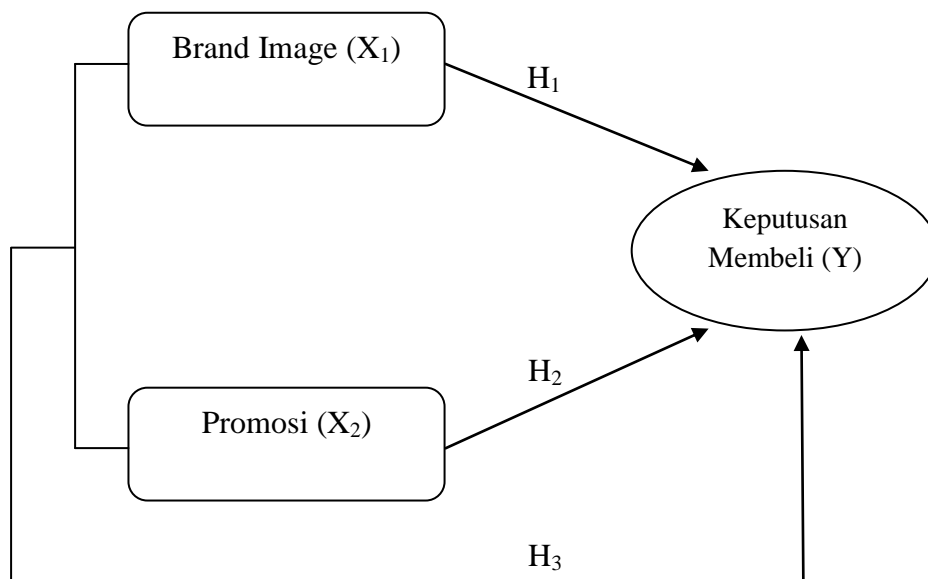 Brand Image (X₁)
H₁
Keputusan
Membeli (Y)
H₂
Promosi (X₂)
H₃